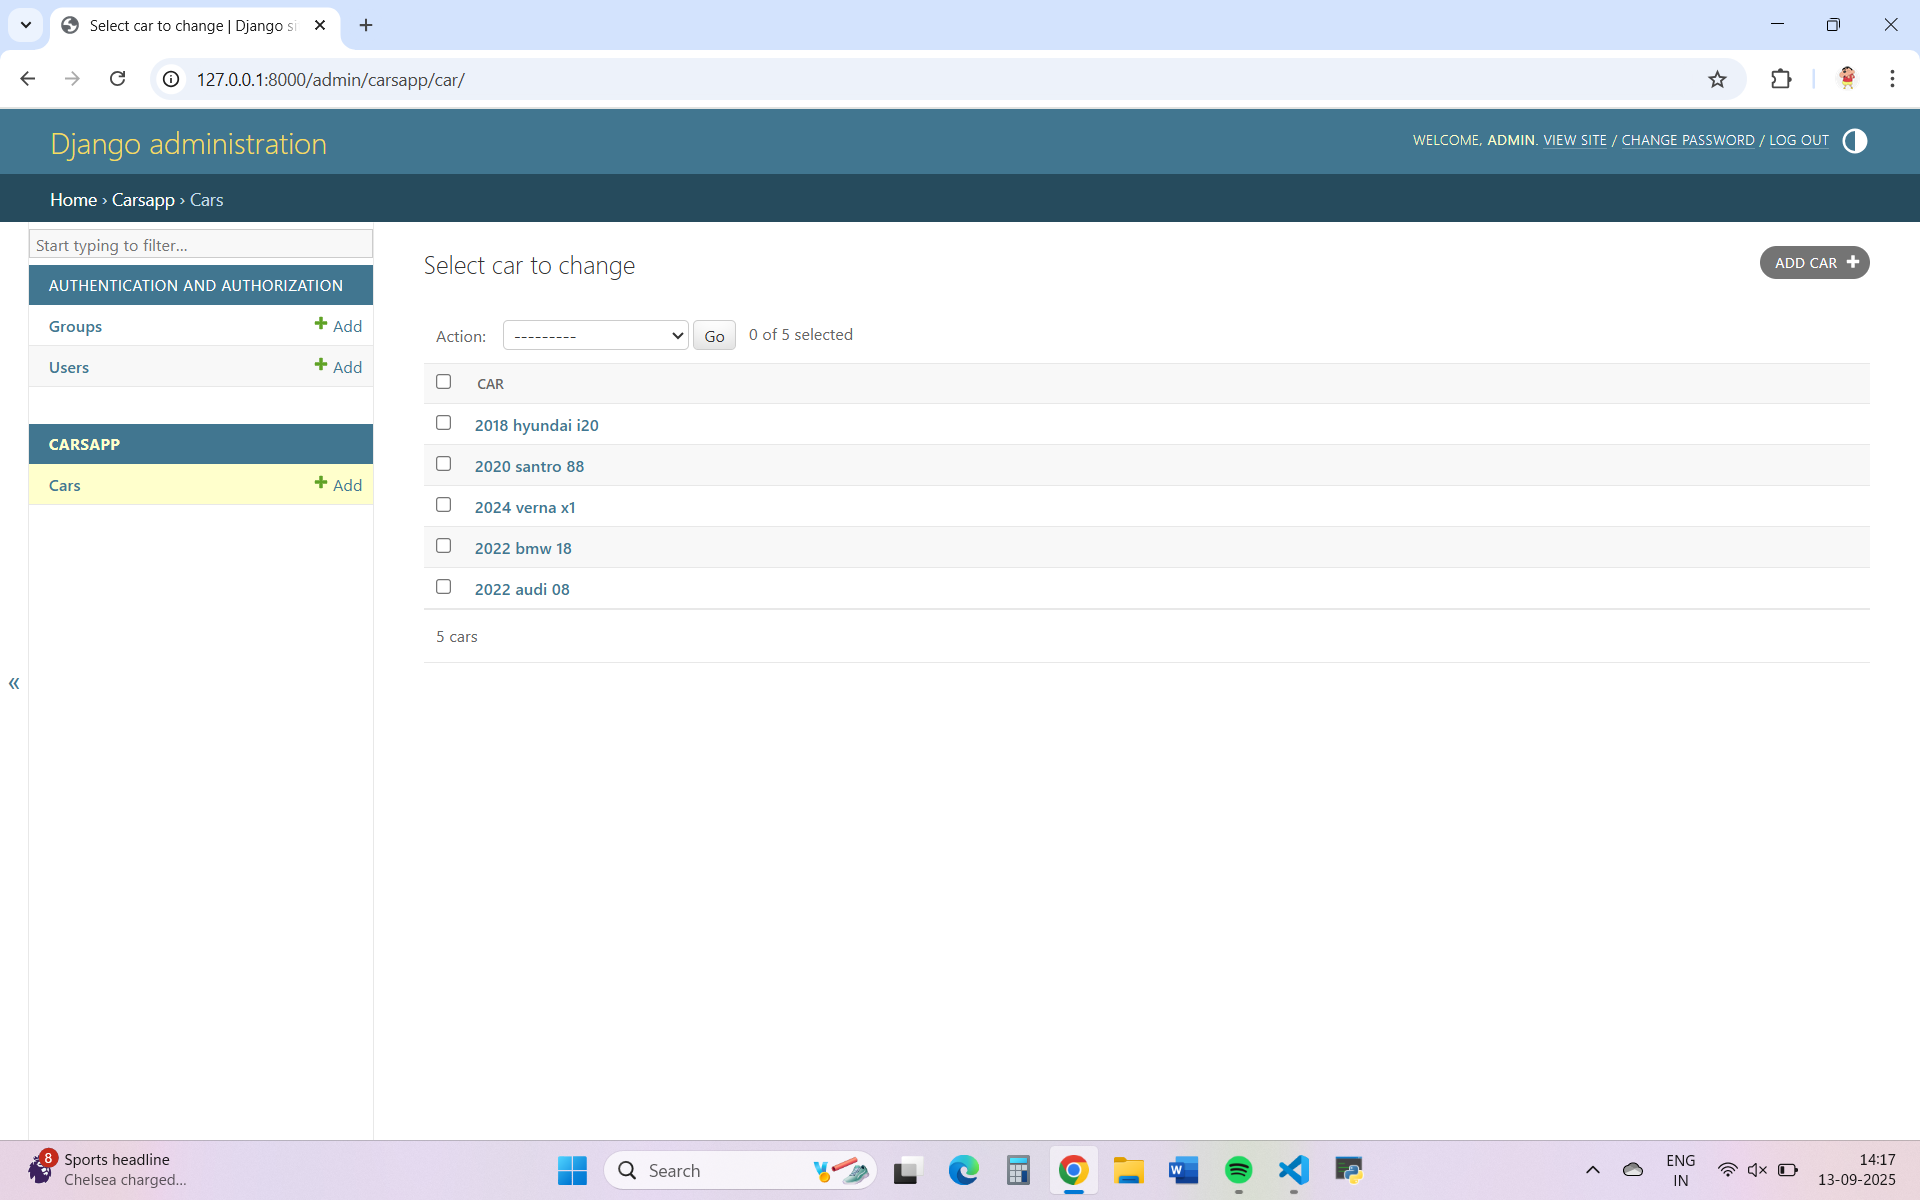 Select car to change | Django si
127.0.0.1:8000/admin/carsapp/car/
Django administration
WELCOME, ADMIN. VIEW SITE / CHANGE PASSWORD / LOG OUT
Home › Carsapp › Cars
Start typing to filter...
AUTHENTICATION AND AUTHORIZATION
Groups
Add
Users
Add
CARSAPP
Cars
Add
Select car to change
ADD CAR
Action:
---------
Go
0 of 5 selected
CAR
2018 hyundai i20
2020 santro 88
2024 verna x1
2022 bmw 18
2022 audi 08
5 cars
«
8
Sports headline
Chelsea charged...
Search
W
ENG
IN
14:17
13-09-2025